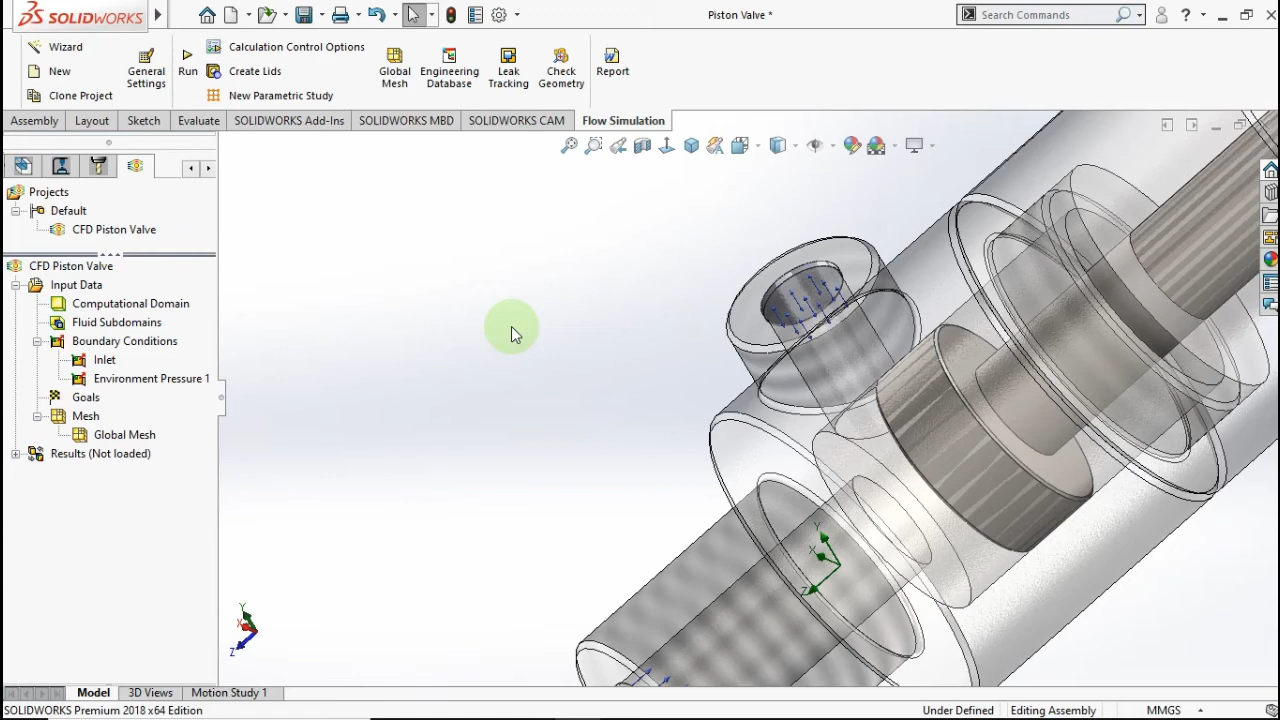 SOLIDWORKS
Piston Valve *
Search Commands
Wizard
New
Clone Project
General Settings
Run
Calculation Control Options
Create Lids
New Parametric Study
Global Mesh
Engineering Database
Leak Tracking
Check Geometry
Report
Assembly
Layout
Sketch
Evaluate
SOLIDWORKS Add-Ins
SOLIDWORKS MBD
SOLIDWORKS CAM
Flow Simulation
Projects
Default
CFD Piston Valve
CFD Piston Valve
Input Data
Computational Domain
Fluid Subdomains
Boundary Conditions
Inlet
Environment Pressure 1
Goals
Mesh
Global Mesh
Results (Not loaded)
Y
X
Z
Y
X
Z
Model
3D Views
Motion Study 1
SOLIDWORKS Premium 2018 x64 Edition
Under Defined
Editing Assembly
MMGS